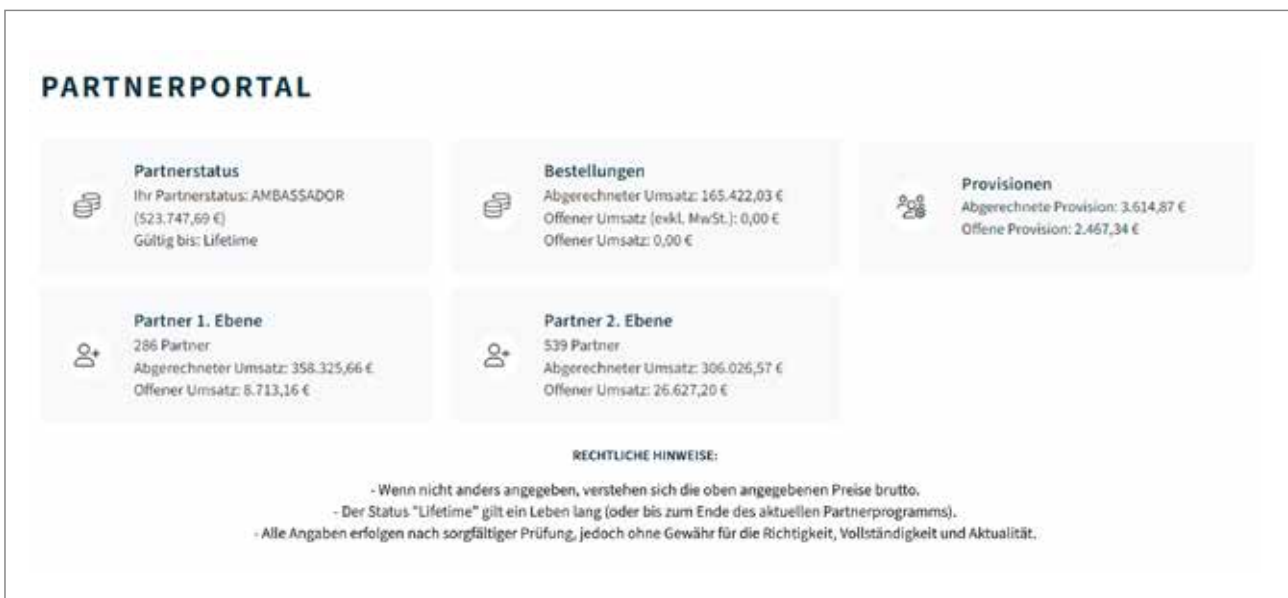 PARTNERPORTAL
Partnerstatus
Ihr Partnerstatus: AMBASSADOR
(523.747,69 €)
Gültig bis: Lifetime
Bestellungen
Abgerechneter Umsatz: 165.422,03 €
Offener Umsatz (exkl. MwSt.): 0,00 €
Offener Umsatz: 0,00 €
Provisionen
Abgerechnete Provision: 3.614,87 €
Offene Provision: 2.467,34 €
Partner 1. Ebene
286 Partner
Abgerechneter Umsatz: 358.325,66 €
Offener Umsatz: 8.713,16 €
Partner 2. Ebene
539 Partner
Abgerechneter Umsatz: 306.026,57 €
Offener Umsatz: 26.627,20 €
RECHTLICHE HINWEISE:
- Wenn nicht anders angegeben, verstehen sich die oben angegebenen Preise brutto.
- Der Status "Lifetime" gilt ein Leben lang (oder bis zum Ende des aktuellen Partnerprogramms).
- Alle Angaben erfolgen nach sorgfältiger Prüfung, jedoch ohne Gewähr für die Richtigkeit, Vollständigkeit und Aktualität.